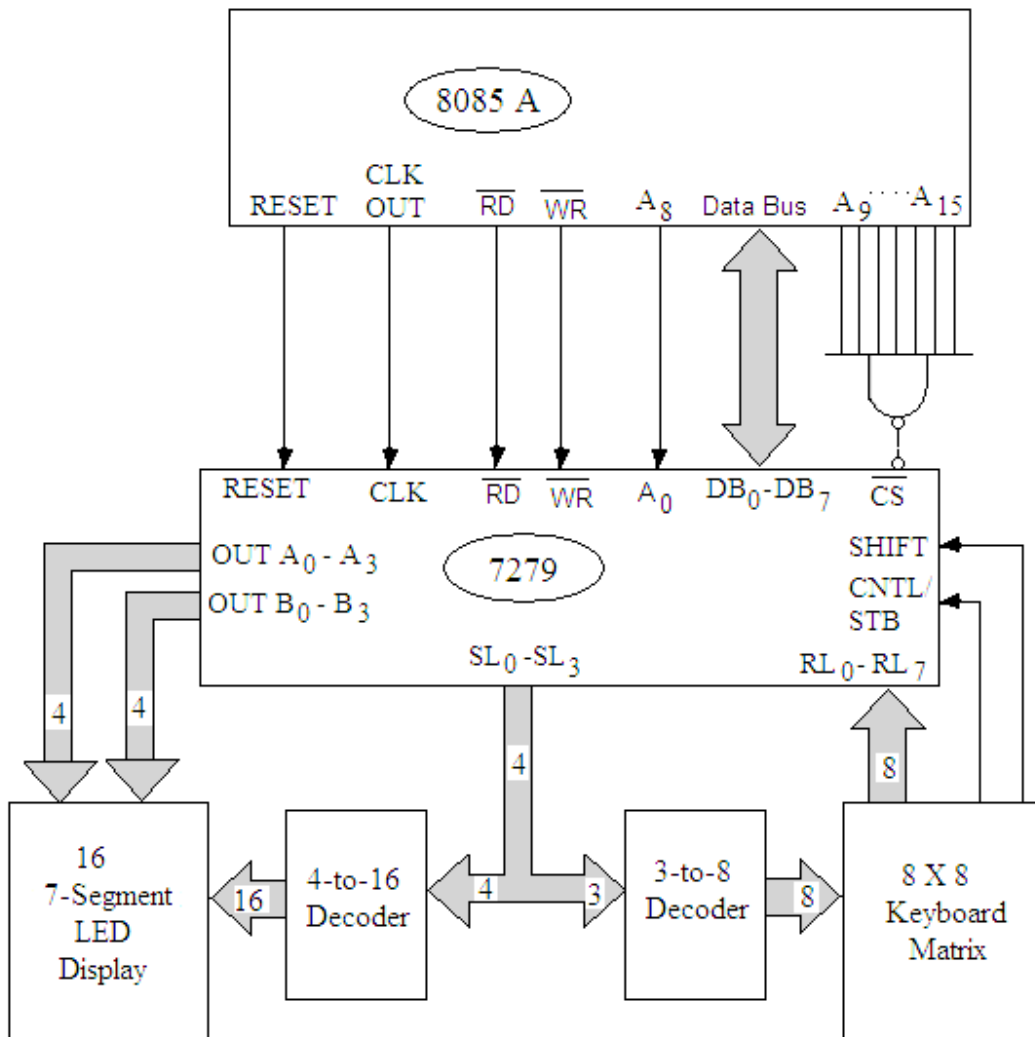 8085 A
RESET
CLK
OUT
RD
WR
A8
Data Bus
A9 ..... A15
RESET
CLK
RD
WR
A0
DB0-DB7
CS
OUT A0 - A3
OUT B0 - B3
7279
SHIFT
CNTL/
STB
SL0 -SL3
RL0- RL7
4
4
4
8
16
7-Segment
LED
Display
16
4-to-16
Decoder
4
3
3-to-8
Decoder
8
8 X 8
Keyboard
Matrix